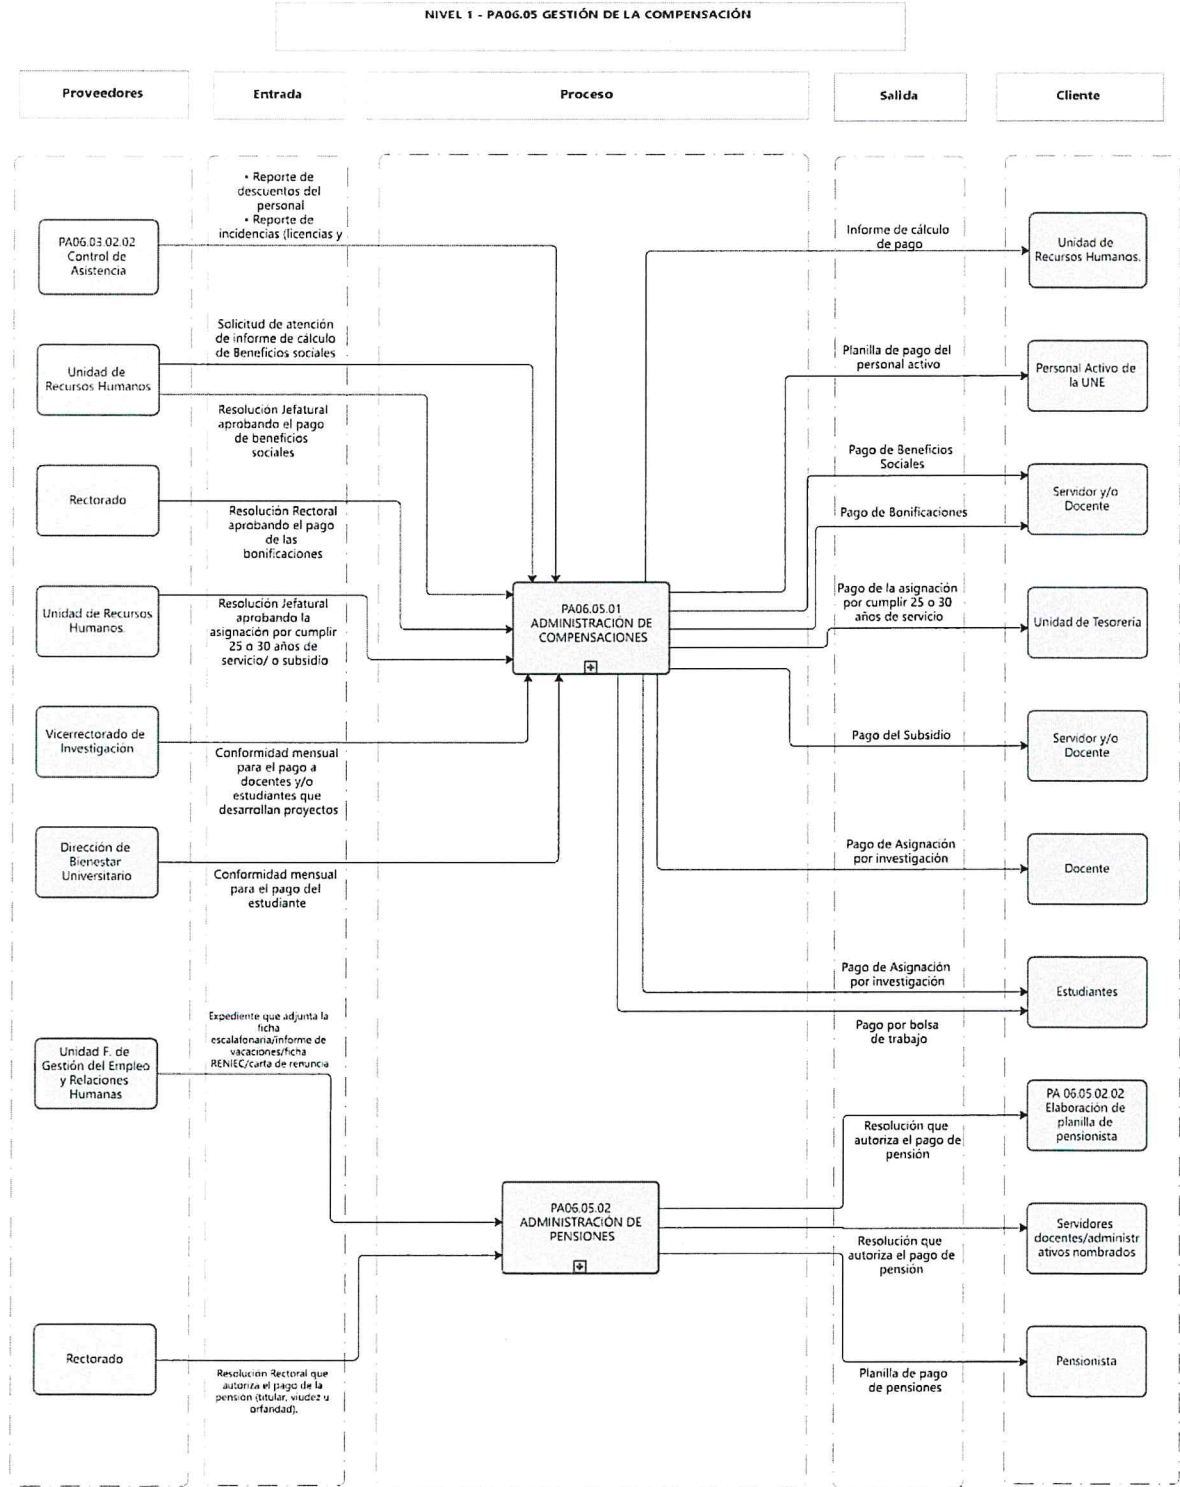 NIVEL 1 - PA06.05 GESTIÓN DE LA COMPENSACIÓN
Proveedores
Entrada
Proceso
Salida
Cliente
• Reporte de
descuentos del
personal
• Reporte de
incidencias (licencias y
PA06.03.02.02
Control de
Asistencia
Informe de cálculo
de pago
Unidad de
Recursos Humanos.
Solicitud de atención
de informe de cálculo
de Beneficios sociales
Unidad de
Recursos Humanos
Resolución Jefatural
aprobando el pago
de beneficios
sociales
Planilla de pago del
personal activo
Personal Activo de
la UNE
Rectorado
Resolución Rectoral
aprobando el pago
de las
bonificaciones
Pago de Beneficios
Sociales
Pago de Bonificaciones
Servidor y/o
Docente
Unidad de Recursos
Humanos.
Resolución Jefatural
aprobando la
asignación por cumplir
25 o 30 años de
servicio/ o subsidio
PA06.05.01
ADMINISTRACIÓN DE
COMPENSACIONES
Pago de la asignación
por cumplir 25 o 30
años de servicio
Unidad de Tesorería
Vicerrectorado de
Investigación
Conformidad mensual
para el pago a
docentes y/o
estudiantes que
desarrollan proyectos
Pago del Subsidio
Servidor y/o
Docente
Dirección de
Bienestar
Universitario
Conformidad mensual
para el pago del
estudiante
Pago de Asignación
por investigación
Docente
Pago de Asignación
por investigación
Estudiantes
Pago por bolsa
de trabajo
Expediente que adjunta la
ficha
escalafonaria/informe de
vacaciones/ficha
RENIEC/carta de renuncia
Unidad F. de
Gestión del Empleo
y Relaciones
Humanas
PA 06.05.02.02
Elaboración de
planilla de
pensionista
Resolución que
autoriza el pago de
pensión
PA06.05.02
ADMINISTRACIÓN DE
PENSIONES
Servidores
docentes/administr
ativos nombrados
Resolución que
autoriza el pago de
pensión
Rectorado
Resolución Rectoral que
autoriza el pago de la
pensión (titular, viudez u
orfandad).
Pensionista
Planilla de pago
de pensiones